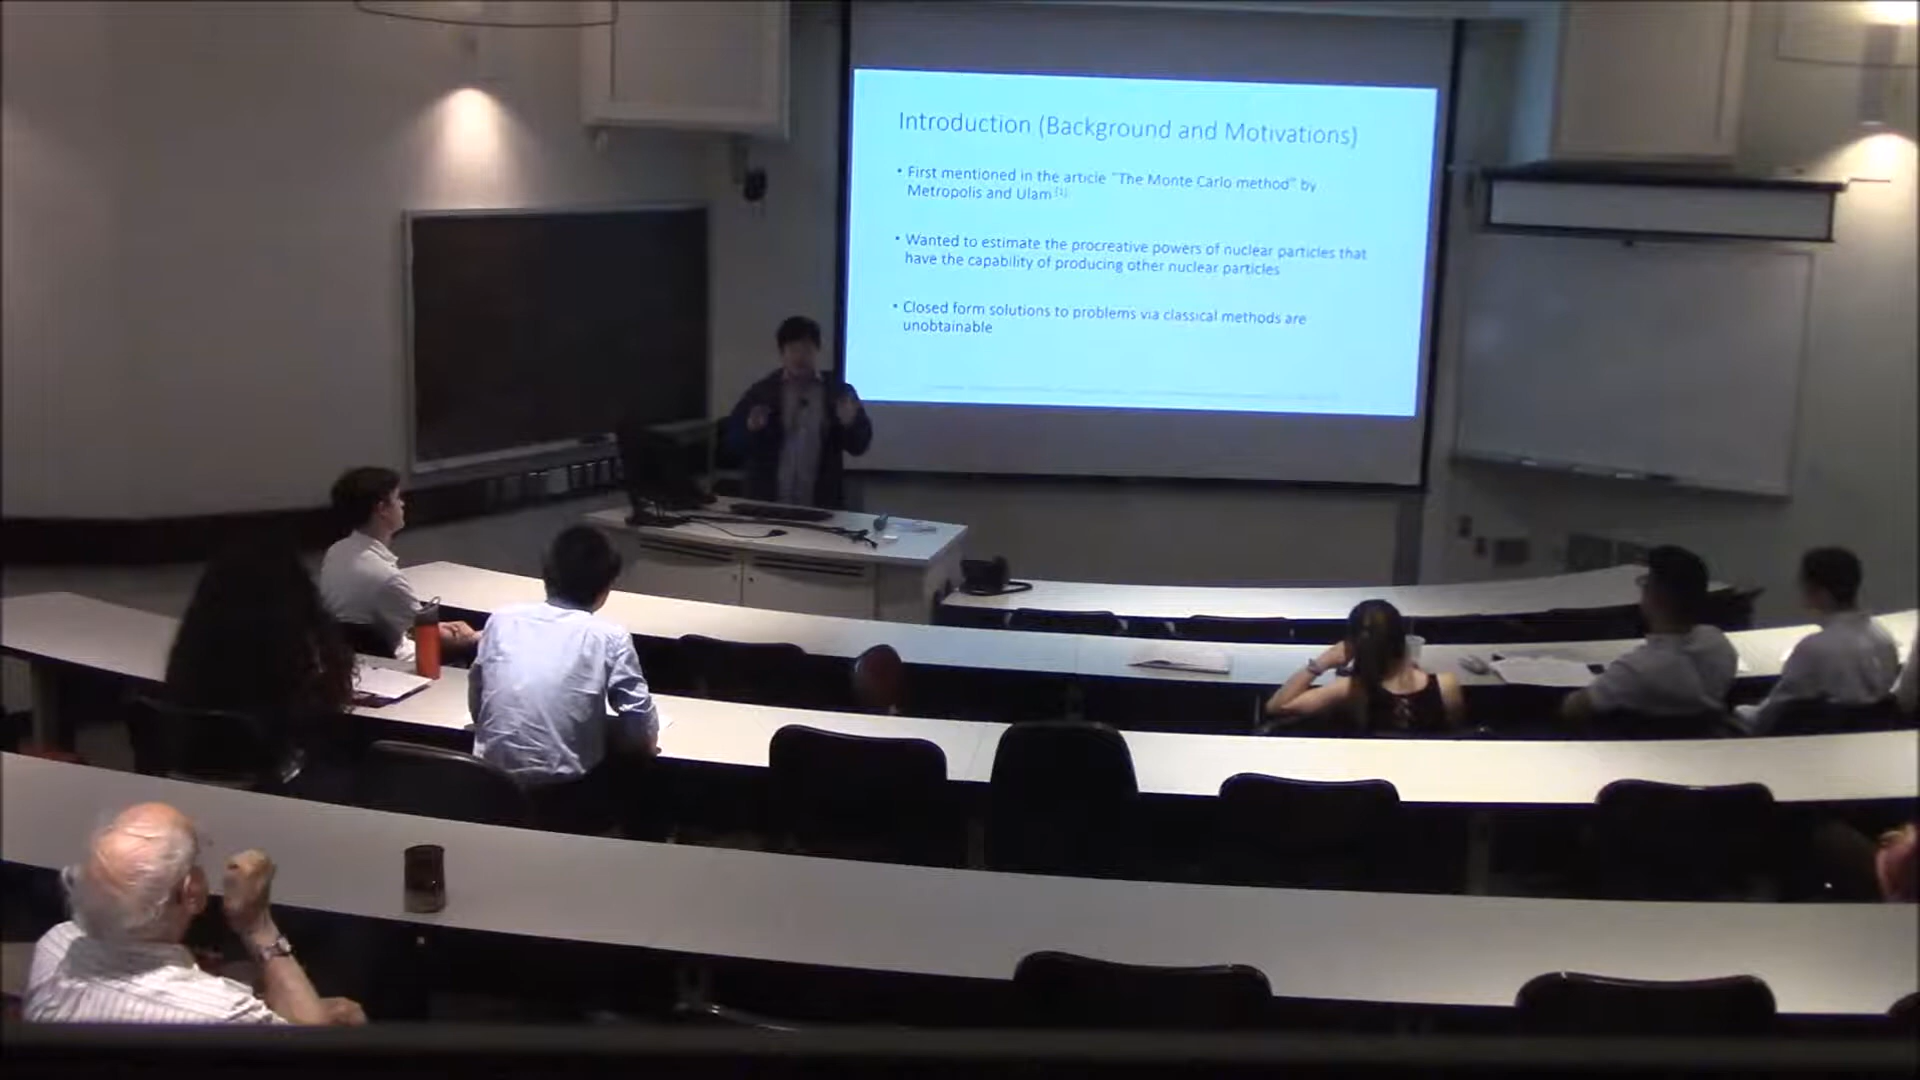 Introduction (Background and Motivations)
• First mentioned in the article "The Monte Carlo method" by
Metropolis and Ulam [1]
• Wanted to estimate the procreative powers of nuclear particles that
have the capability of producing other nuclear particles
• Closed form solutions to problems via classical methods are
unobtainable